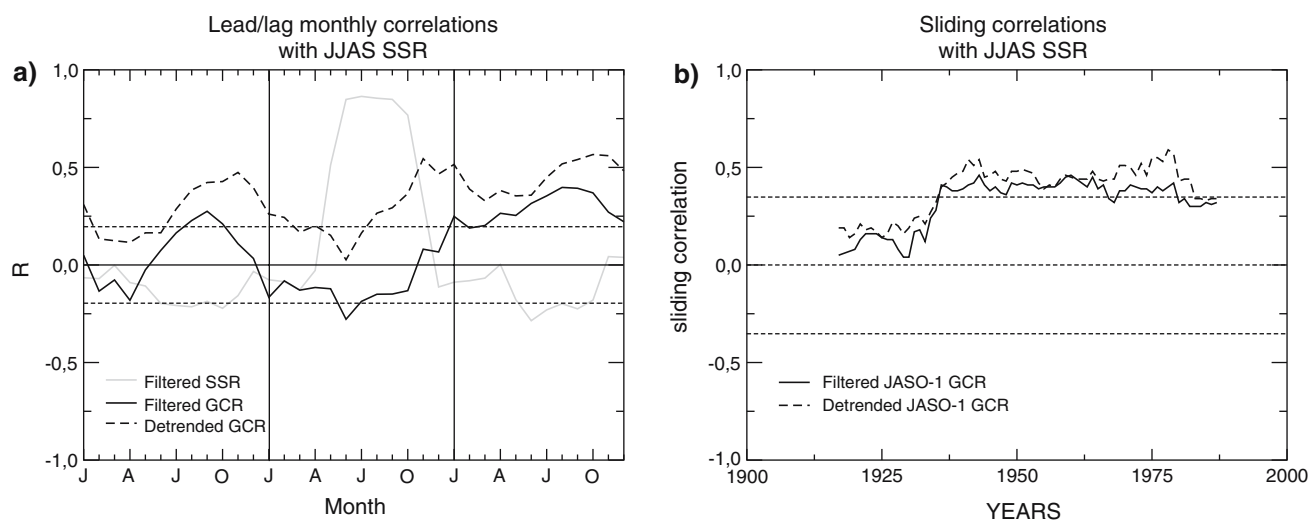 Lead/lag monthly correlations
with JJAS SSR
a)
1,0
0,5
0,0
-0,5
-1,0
R
Filtered SSR
Filtered GCR
Detrended GCR
J A J O J A J O J A J O
Month
Sliding correlations
with JJAS SSR
b)
1,0
0,5
0,0
-0,5
-1,0
sliding correlation
Filtered JASO-1 GCR
Detrended JASO-1 GCR
1900 1925 1950 1975 2000
YEARS